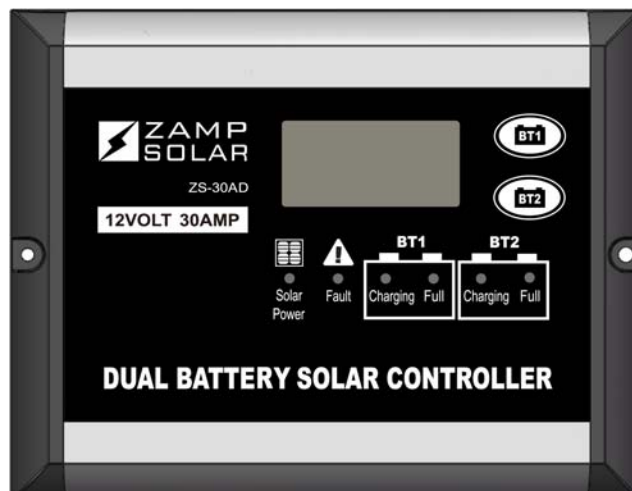 ZAMP
SOLAR
ZS-30AD
12VOLT 30AMP
BT1
BT2
BT1 BT2
Solar Power Fault Charging Full Charging Full
DUAL BATTERY SOLAR CONTROLLER